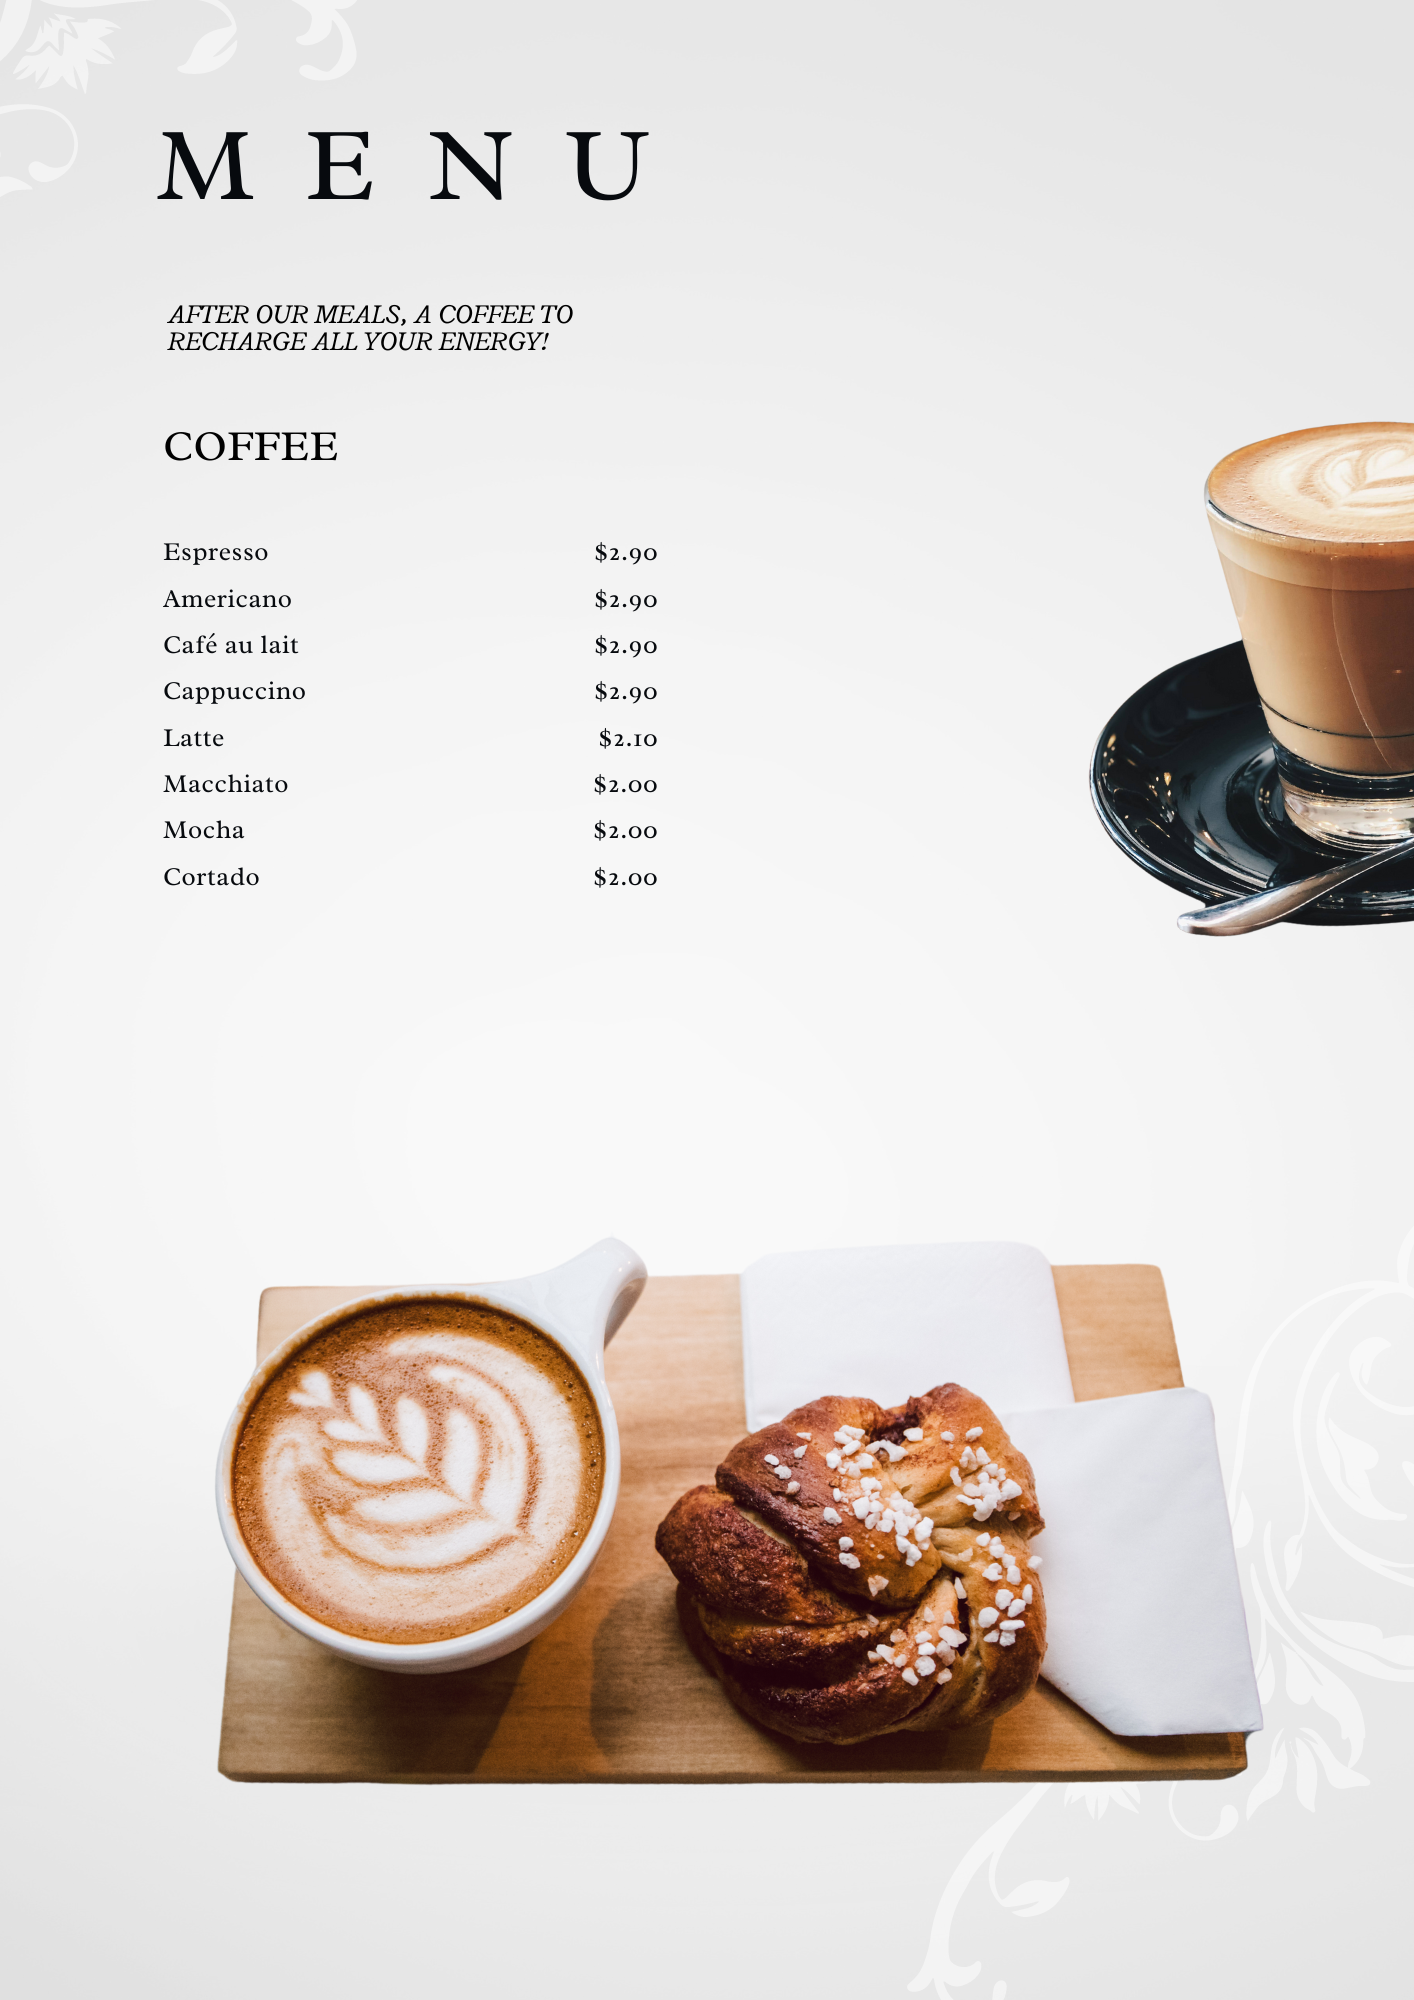 MENU
AFTER OUR MEALS, A COFFEE TO
RECHARGE ALL YOUR ENERGY!
COFFEE
Espresso $2.90
Americano $2.90
Café au lait $2.90
Cappuccino $2.90
Latte $2.10
Macchiato $2.00
Mocha $2.00
Cortado $2.00